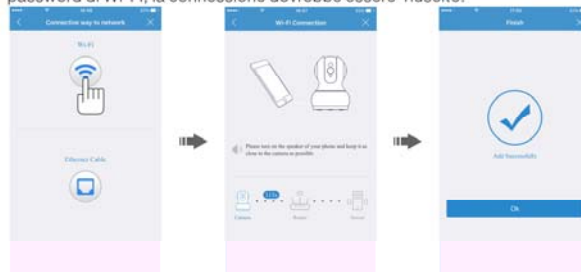 password di Wi-Fi, la connessione dovrebbe essere riuscito.
Connective way to network
Wi-Fi
Ethernet Cable
Wi-Fi Connection
Please turn on the speaker of your phone and keep it as
close to the camera as possible
Camera
Router
Server
Finish
Add Successfully
Ok